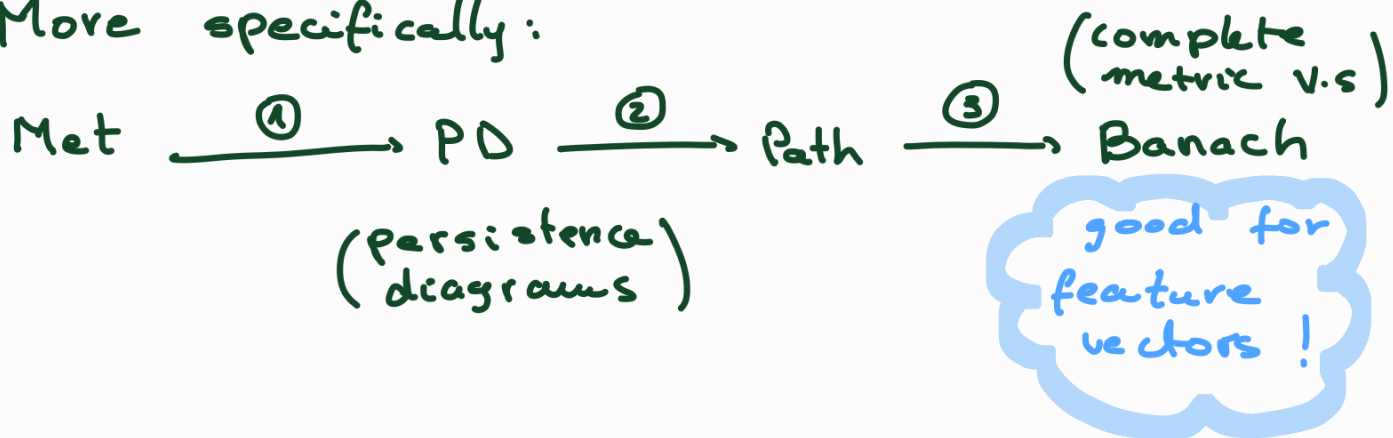 More specifically:
(complete metric v.s)
Met ① → PD ② → Path ③ → Banach
(persistence diagrams)
good for
feature
vectors !